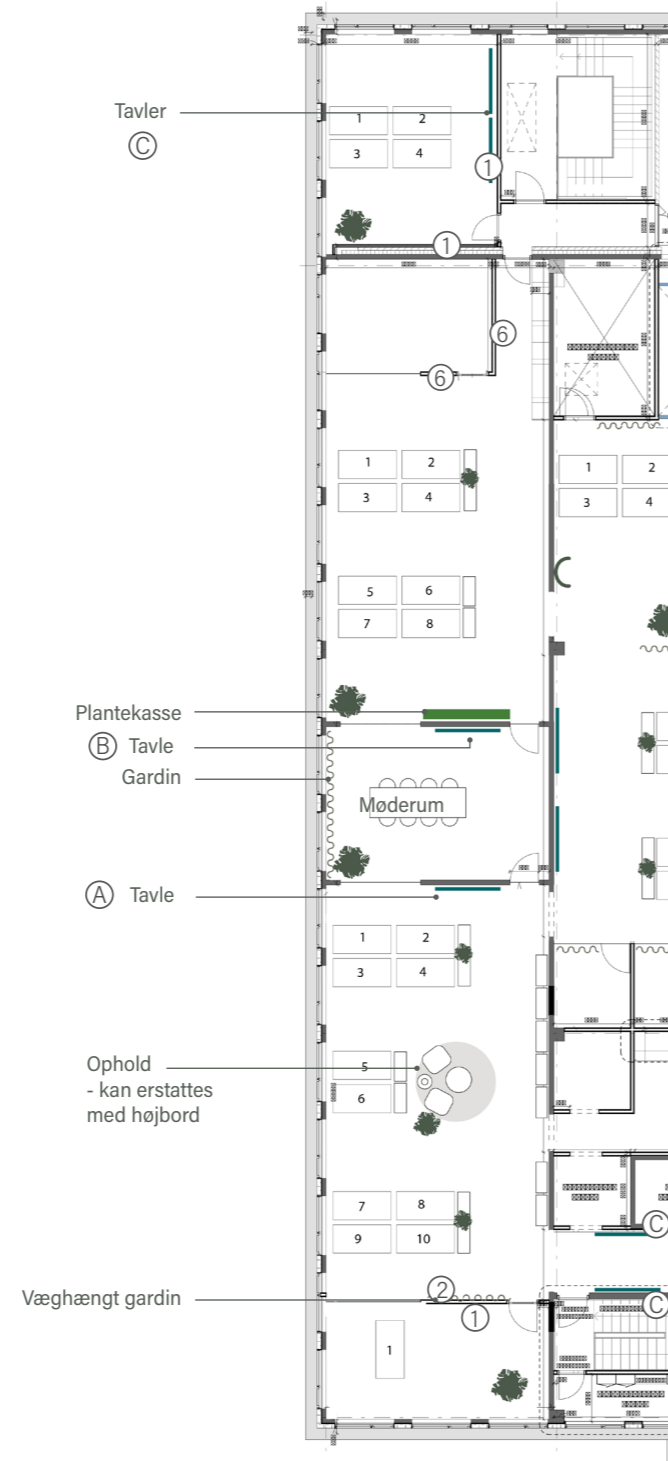 Tavler
Ⓒ
1 2
3 4
①
①
⑥
⑥
1 2
3 4
1 2
3 4
5 6
7 8
Plantekasse
Ⓑ Tavle
Gardin
Møderum
Ⓐ Tavle
1 2
3 4
Ophold
- kan erstattes
med højbord
5
6
7 8
9 10
Ⓒ
Væghængt gardin
②
①
Ⓒ
1